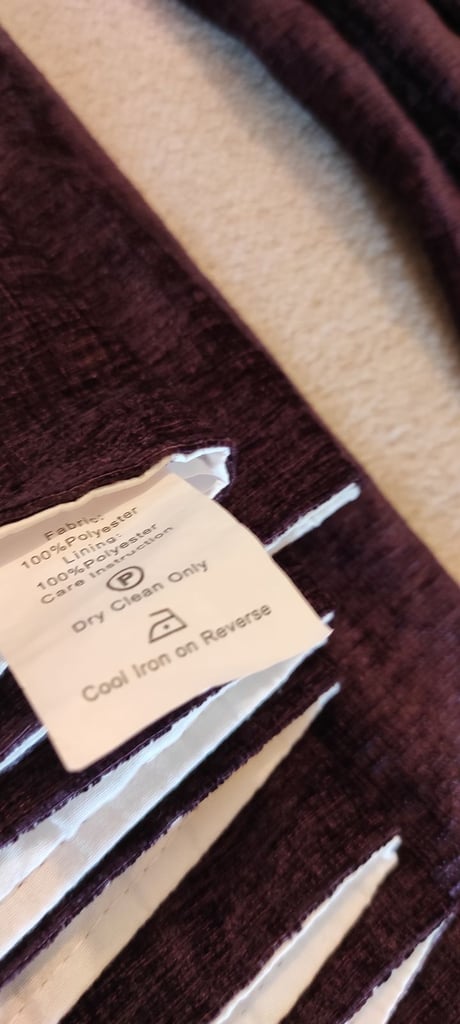 Fabric:
100%Polyester
Lining:
100%Polyester
Care Instruction
P
Dry Clean Only
Cool Iron on Reverse